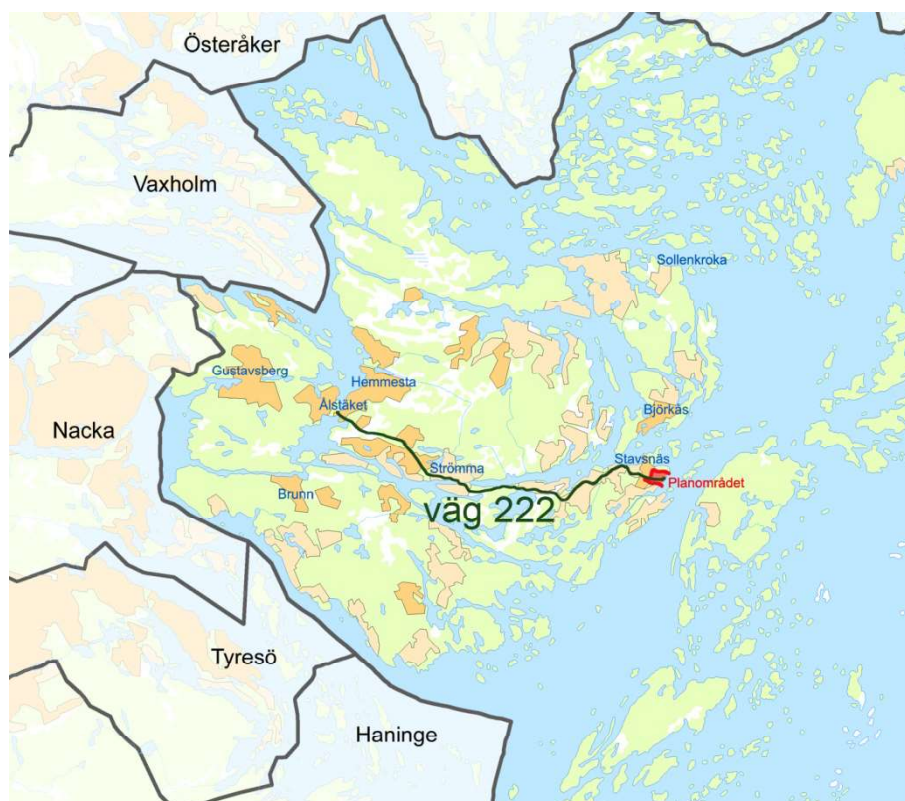 Österåker
Vaxholm
Sollenkroka
Gustavsberg
Hemmesta
Ålstäket
Björkås
Nacka
Stavsnäs
Strömma
Planområdet
Brunn
väg 222
Tyresö
Haninge